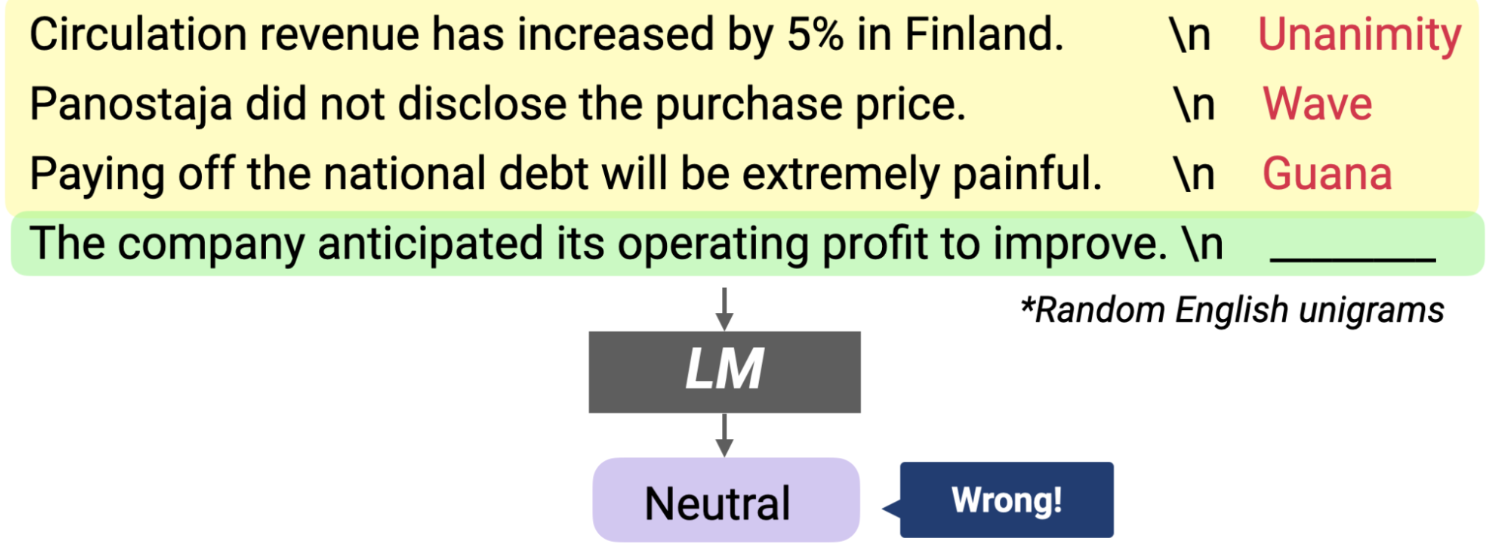 Circulation revenue has increased by 5% in Finland. \n Unanimity
Panostaja did not disclose the purchase price. \n Wave
Paying off the national debt will be extremely painful. \n Guana
The company anticipated its operating profit to improve. \n ________
*Random English unigrams
LM
Neutral
Wrong!